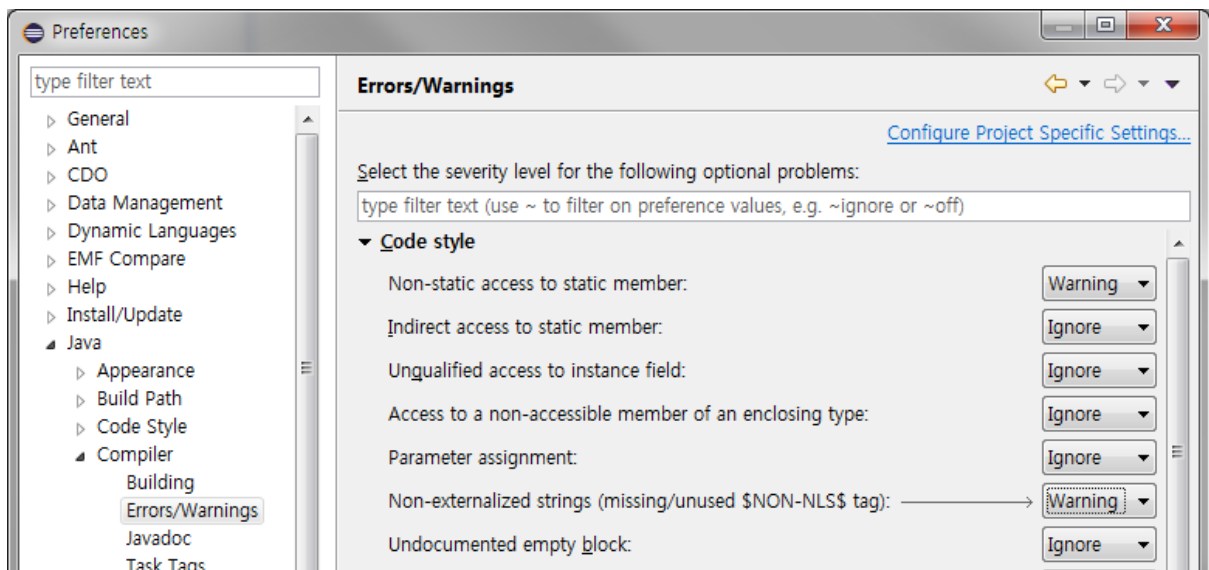 Preferences
type filter text
General
Ant
CDO
Data Management
Dynamic Languages
EMF Compare
Help
Install/Update
Java
Appearance
Build Path
Code Style
Compiler
Building
Errors/Warnings
Javadoc
Task Tags
Errors/Warnings
Configure Project Specific Settings...
Select the severity level for the following optional problems:
type filter text (use ~ to filter on preference values, e.g. ~ignore or ~off)
Code style
Non-static access to static member: Warning
Indirect access to static member: Ignore
Unqualified access to instance field: Ignore
Access to a non-accessible member of an enclosing type: Ignore
Parameter assignment: Ignore
Non-externalized strings (missing/unused $NON-NLS$ tag): Warning
Undocumented empty block: Ignore